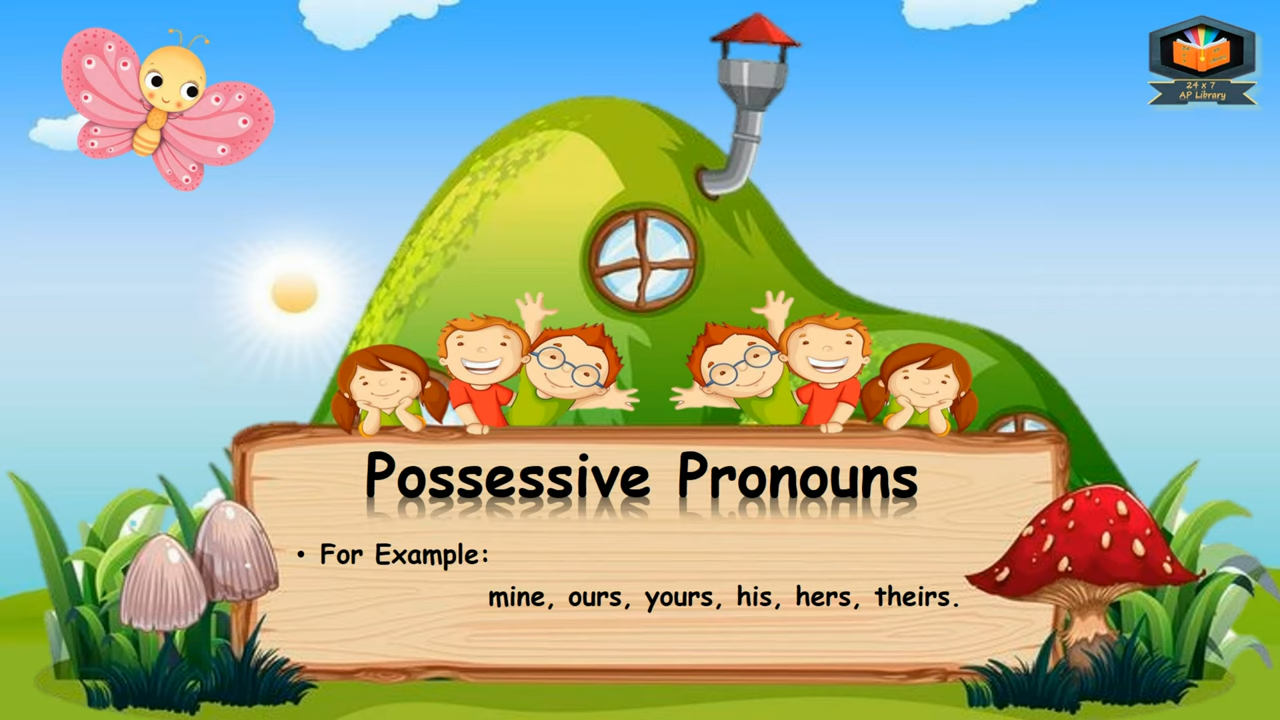 24 x 7
AP Library
Possessive Pronouns
• For Example:
mine, ours, yours, his, hers, theirs.